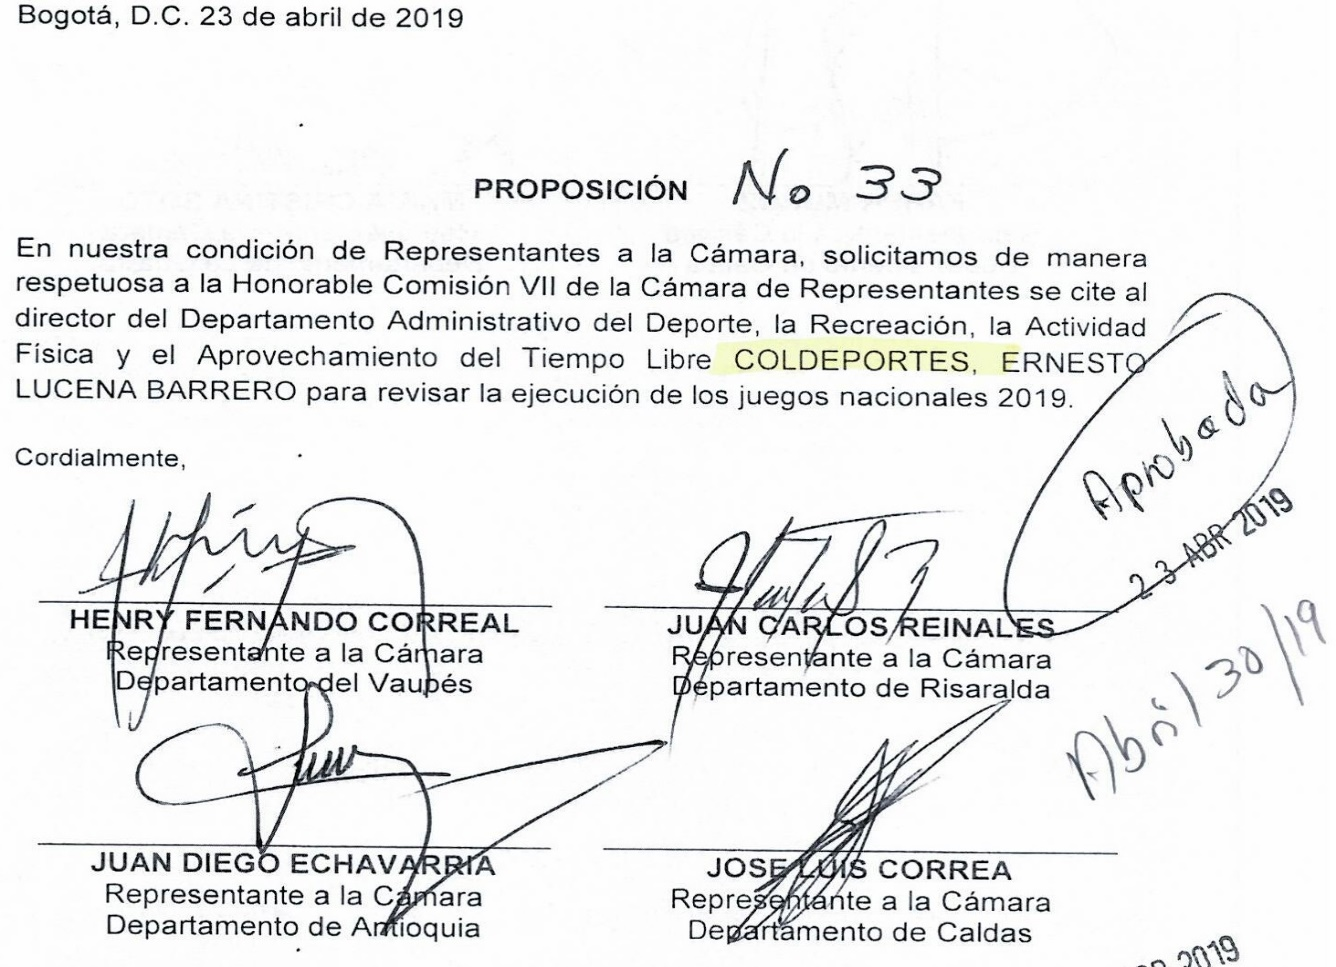 Bogotá, D.C. 23 de abril de 2019
PROPOSICIÓN No 33
En nuestra condición de Representantes a la Cámara, solicitamos de manera
respetuosa a la Honorable Comisión VII de la Cámara de Representantes se cite al
director del Departamento Administrativo del Deporte, la Recreación, la Actividad
Física y el Aprovechamiento del Tiempo Libre COLDEPORTES, ERNESTO
LUCENA BARRERO para revisar la ejecución de los juegos nacionales 2019.
Aprobada
23 ABR 2019
Abril 30/19
Cordialmente,
HENRY FERNANDO CORREAL
Representante a la Cámara
Departamento del Vaupés
JUAN CARLOS REINALES
Representante a la Cámara
Departamento de Risaralda
JUAN DIEGO ECHAVARRIA
Representante a la Cámara
Departamento de Antioquia
JOSE LUIS CORREA
Representante a la Cámara
Departamento de Caldas
2019